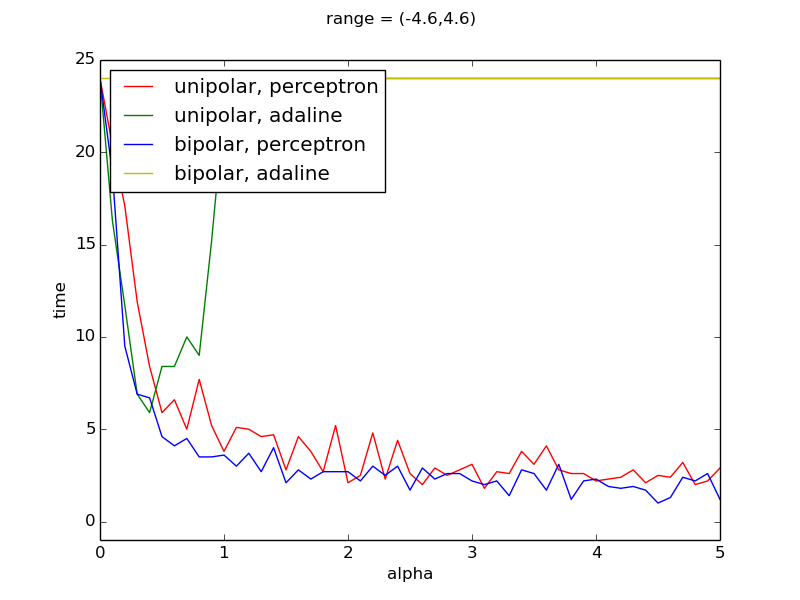 range = (-4.6,4.6)
25
20
15
10
5
0
time
unipolar, perceptron
unipolar, adaline
bipolar, perceptron
bipolar, adaline
0 1 2 3 4 5
alpha